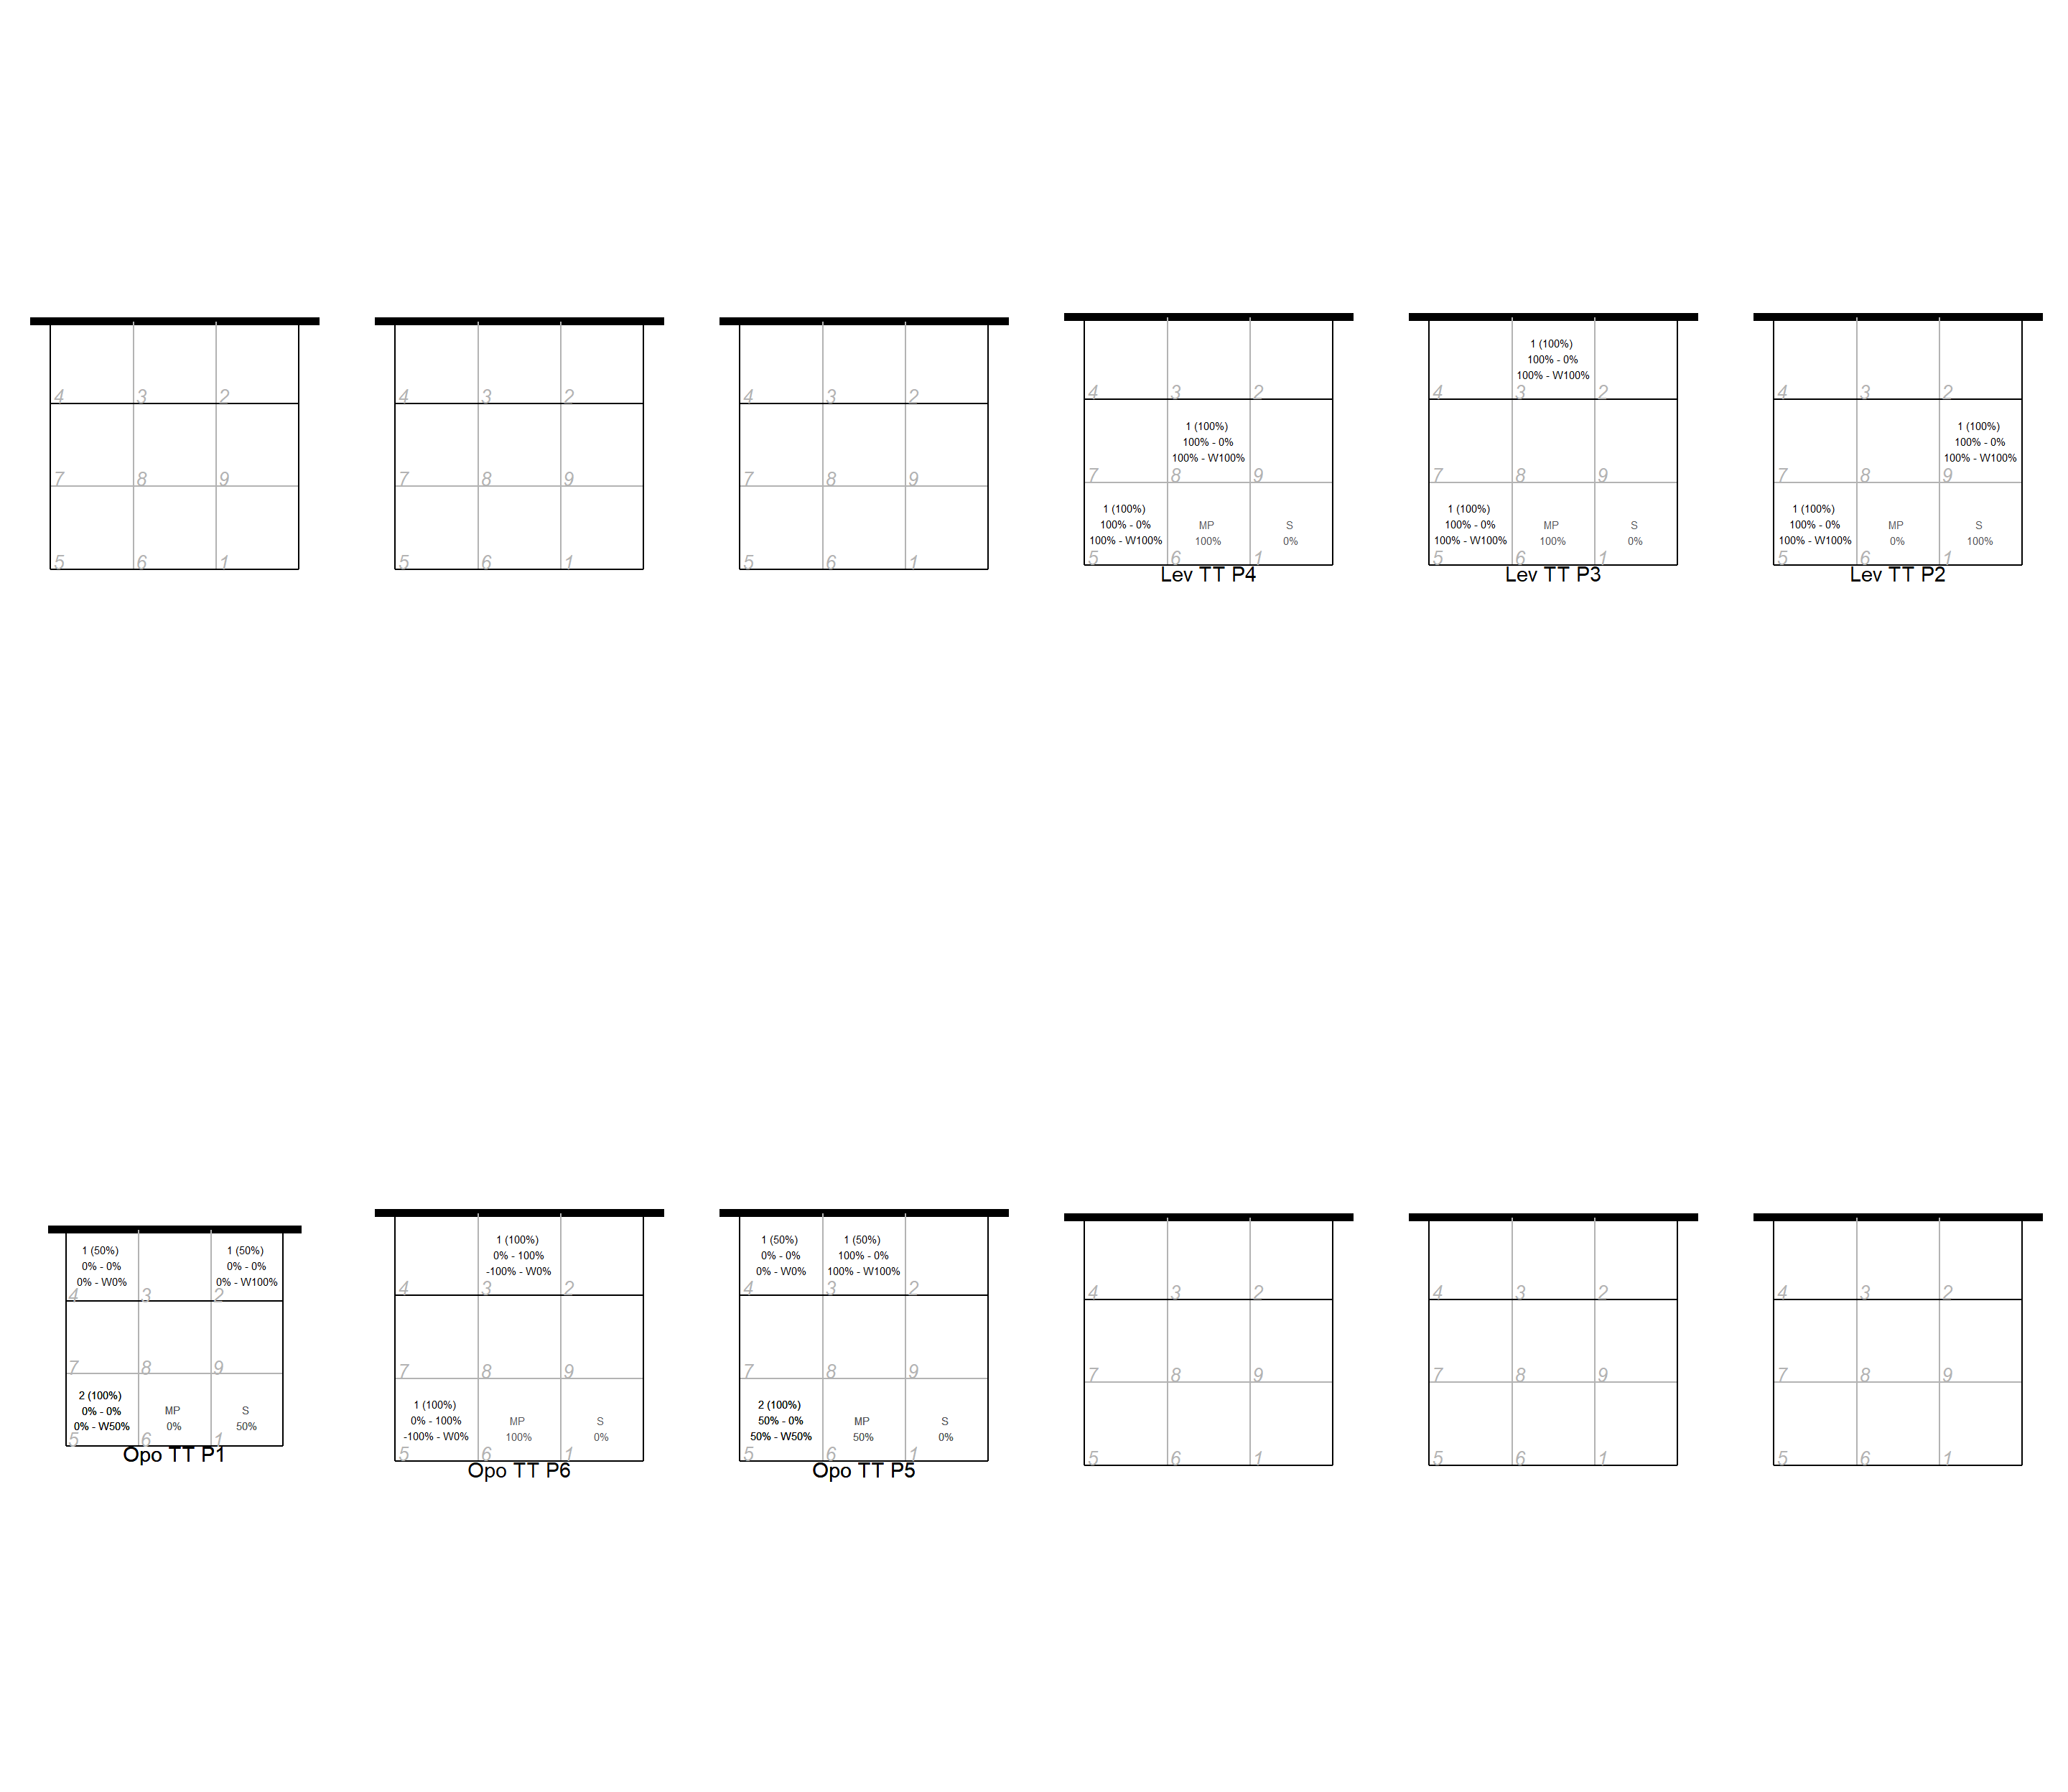 4 3 2
7 8 9
5 6 1
4 3 2
7 8 9
5 6 1
4 3 2
7 8 9
5 6 1
4 3 2
1 (100%)
100% - 0%
100% - W100%
7 8 9
1 (100%)
100% - 0%
100% - W100%
MP
100%
S
0%
5 6 1
Lev TT P4
1 (100%)
100% - 0%
100% - W100%
4 3 2
7 8 9
1 (100%)
100% - 0%
100% - W100%
MP
100%
S
0%
5 6 1
Lev TT P3
4 3 2
1 (100%)
100% - 0%
100% - W100%
7 8 9
1 (100%)
100% - 0%
100% - W100%
MP
0%
S
100%
5 6 1
Lev TT P2
1 (50%)
0% - 0%
0% - W0%
1 (50%)
0% - 0%
0% - W100%
4 3 2
7 8 9
2 (100%)
0% - 0%
0% - W50%
MP
0%
S
50%
5 6 1
Opo TT P1
1 (100%)
0% - 100%
-100% - W0%
4 3 2
7 8 9
1 (100%)
0% - 100%
-100% - W0%
MP
100%
S
0%
5 6 1
Opo TT P6
1 (50%)
0% - 0%
0% - W0%
1 (50%)
100% - 0%
100% - W100%
4 3 2
7 8 9
2 (100%)
50% - 0%
50% - W50%
MP
50%
S
0%
5 6 1
Opo TT P5
4 3 2
7 8 9
5 6 1
4 3 2
7 8 9
5 6 1
4 3 2
7 8 9
5 6 1